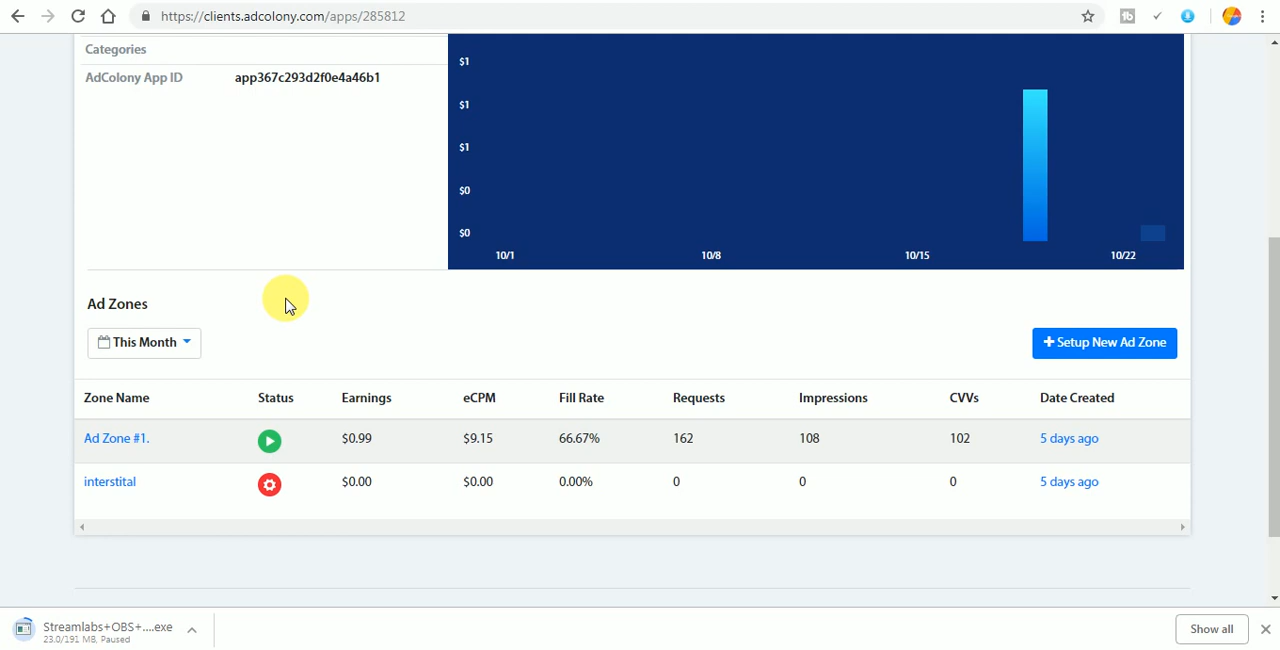 https://clients.adcolony.com/apps/285812
Categories
AdColony App ID app367c293d2f0e4a46b1
$1
$1
$1
$0
$0
10/1 10/8 10/15 10/22
Ad Zones
This Month
+ Setup New Ad Zone
Zone Name Status Earnings eCPM Fill Rate Requests Impressions CVVs Date Created
Ad Zone #1. $0.99 $9.15 66.67% 162 108 102 5 days ago
interstital $0.00 $0.00 0.00% 0 0 0 5 days ago
Streamlabs+OBS+....exe
23.0/191 MB, Paused
Show all